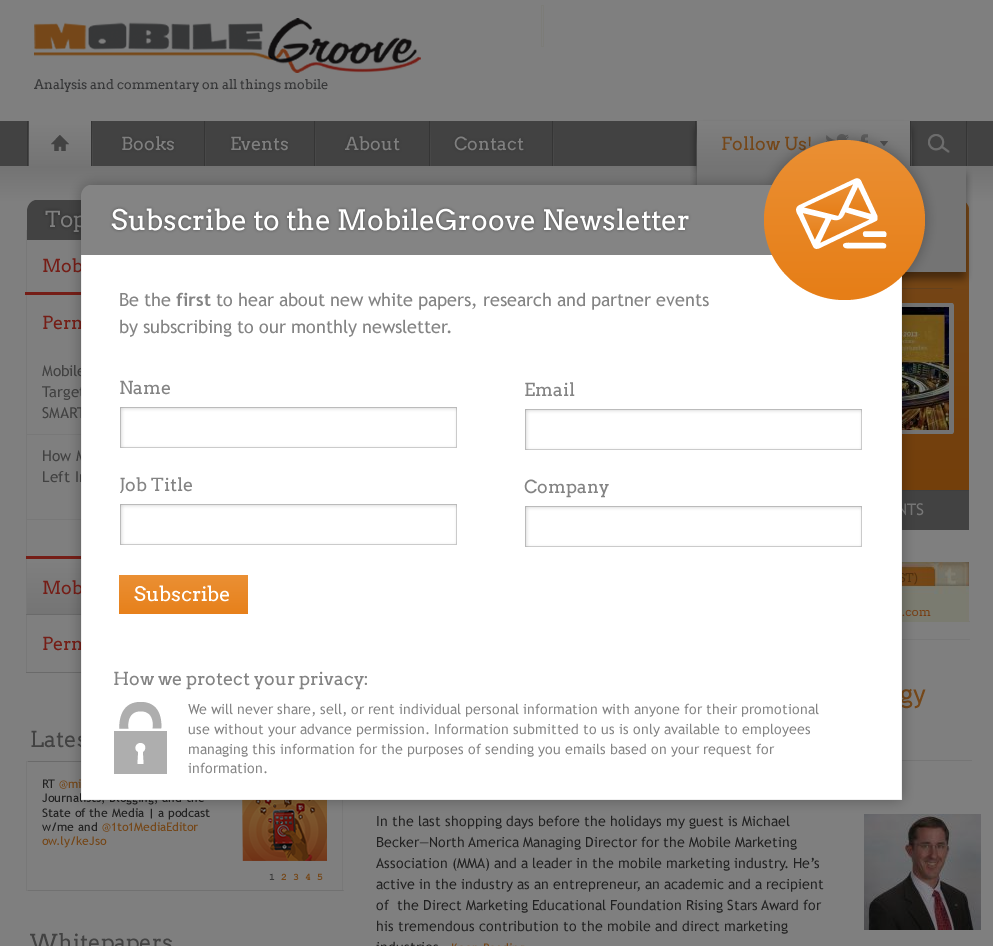 MOBILE Groove
Analysis and commentary on all things mobile
Books Events About Contact Follow Us!
Subscribe to the MobileGroove Newsletter
Be the first to hear about new white papers, research and partner events
by subscribing to our monthly newsletter.
Name
Email
Job Title
Company
Subscribe
How we protect your privacy:
We will never share, sell, or rent individual personal information with anyone for their promotional
use without your advance permission. Information submitted to us is only available to employees
managing this information for the purposes of sending you emails based on your request for
information.
Top
Mob
Perm
Mobile
Target
SMART
How M
Left I
Mob
Perm
Lates
RT @mi
Journalists, blogging, and the
State of the Media | a podcast
w/me and @1to1MediaEditor
ow.ly/keJso
1 2 3 4 5
Whitepapers
NTS
ST)
.com
gy
In the last shopping days before the holidays my guest is Michael
Becker—North America Managing Director for the Mobile Marketing
Association (MMA) and a leader in the mobile marketing industry. He's
active in the industry as an entrepreneur, an academic and a recipient
of the Direct Marketing Educational Foundation Rising Stars Award for
his tremendous contribution to the mobile and direct marketing